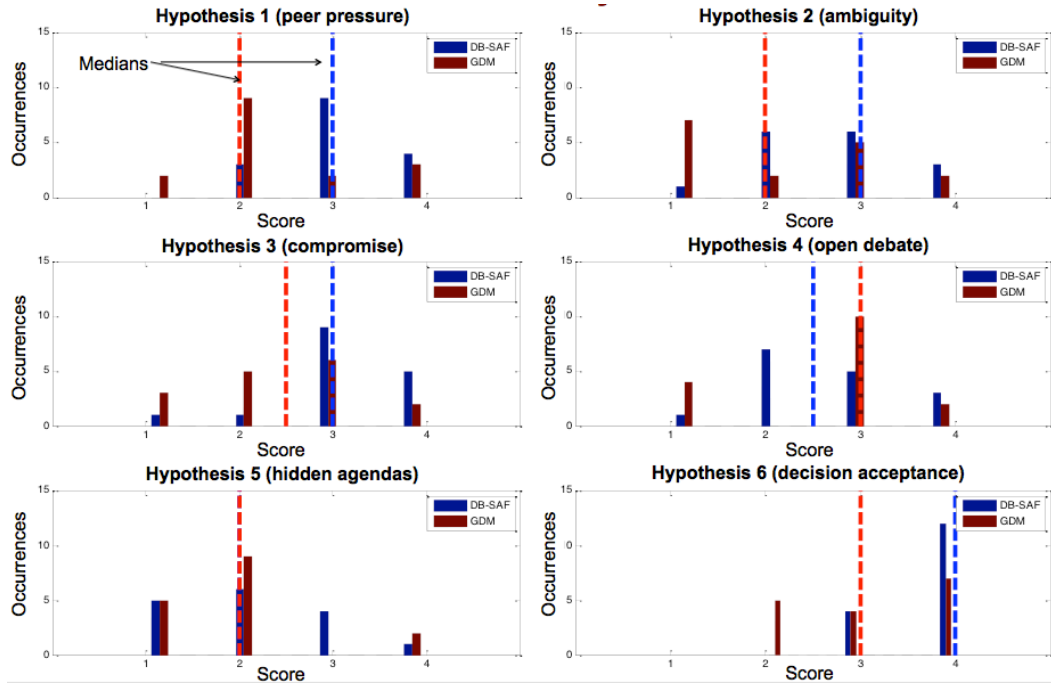 Hypothesis 1 (peer pressure)
15
10
5
0
Occurrences
Medians
DB-SAF
GDM
1 2 3 4
Score
Hypothesis 2 (ambiguity)
15
0
5
0
Occurrences
DB-SAF
GDM
1 2 3 4
Score
Hypothesis 3 (compromise)
15
10
5
0
Occurrences
DB-SAF
GDM
1 2 3 4
Score
Hypothesis 4 (open debate)
15
0
5
0
Occurrences
DB-SAF
GDM
1 2 3 4
Score
Hypothesis 5 (hidden agendas)
15
10
5
0
Occurrences
DB-SAF
GDM
1 2 3 4
Score
Hypothesis 6 (decision acceptance)
15
0
5
0
Occurrences
DB-SAF
GDM
1 2 3 4
Score